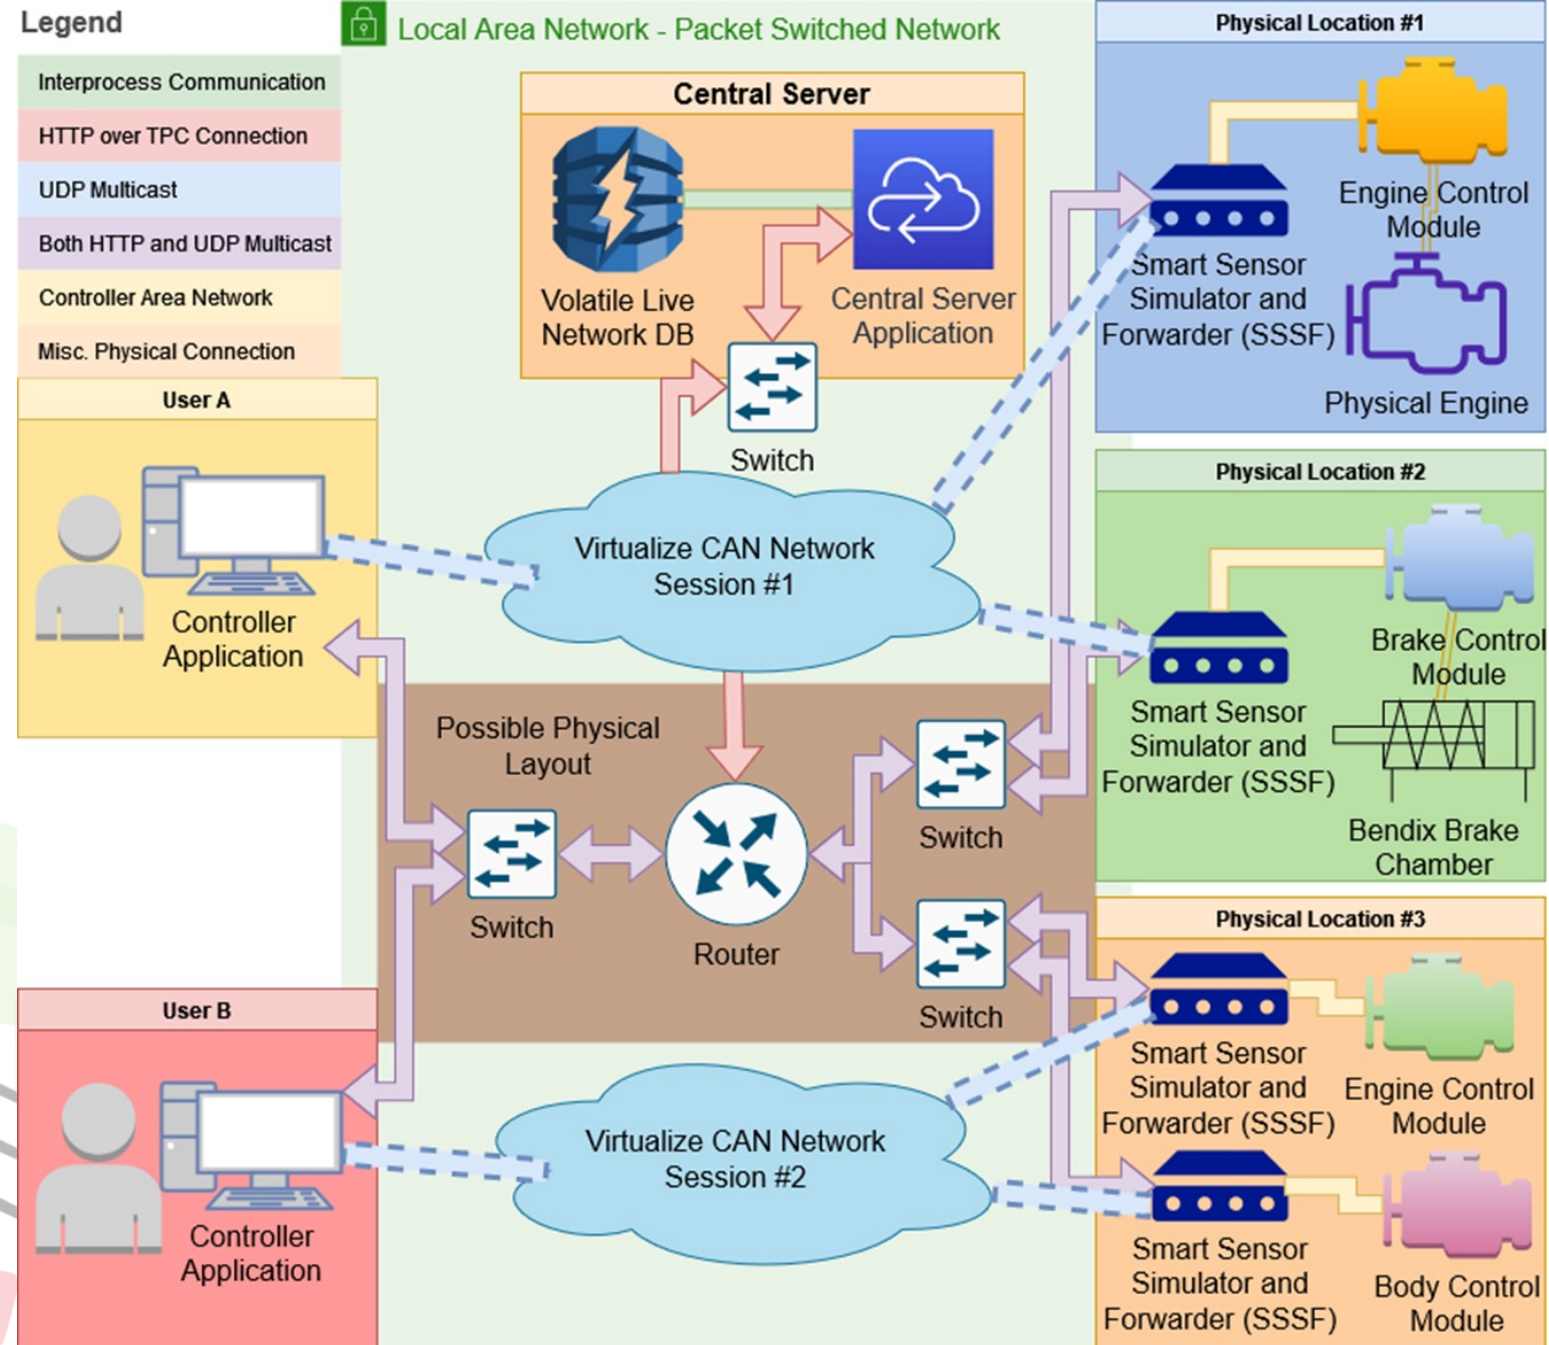 Legend
Interprocess Communication
HTTP over TPC Connection
UDP Multicast
Both HTTP and UDP Multicast
Controller Area Network
Misc. Physical Connection
Local Area Network - Packet Switched Network
Central Server
Volatile Live
Network DB
Central Server
Application
Switch
User A
Controller
Application
Virtualize CAN Network
Session #1
Possible Physical
Layout
Switch
Router
Switch
Switch
User B
Controller
Application
Virtualize CAN Network
Session #2
Physical Location #1
Engine Control
Module
Smart Sensor
Simulator and
Forwarder (SSSF)
Physical Engine
Physical Location #2
Brake Control
Module
Smart Sensor
Simulator and
Forwarder (SSSF)
Bendix Brake
Chamber
Physical Location #3
Smart Sensor
Simulator and
Forwarder (SSSF)
Engine Control
Module
Smart Sensor
Simulator and
Forwarder (SSSF)
Body Control
Module